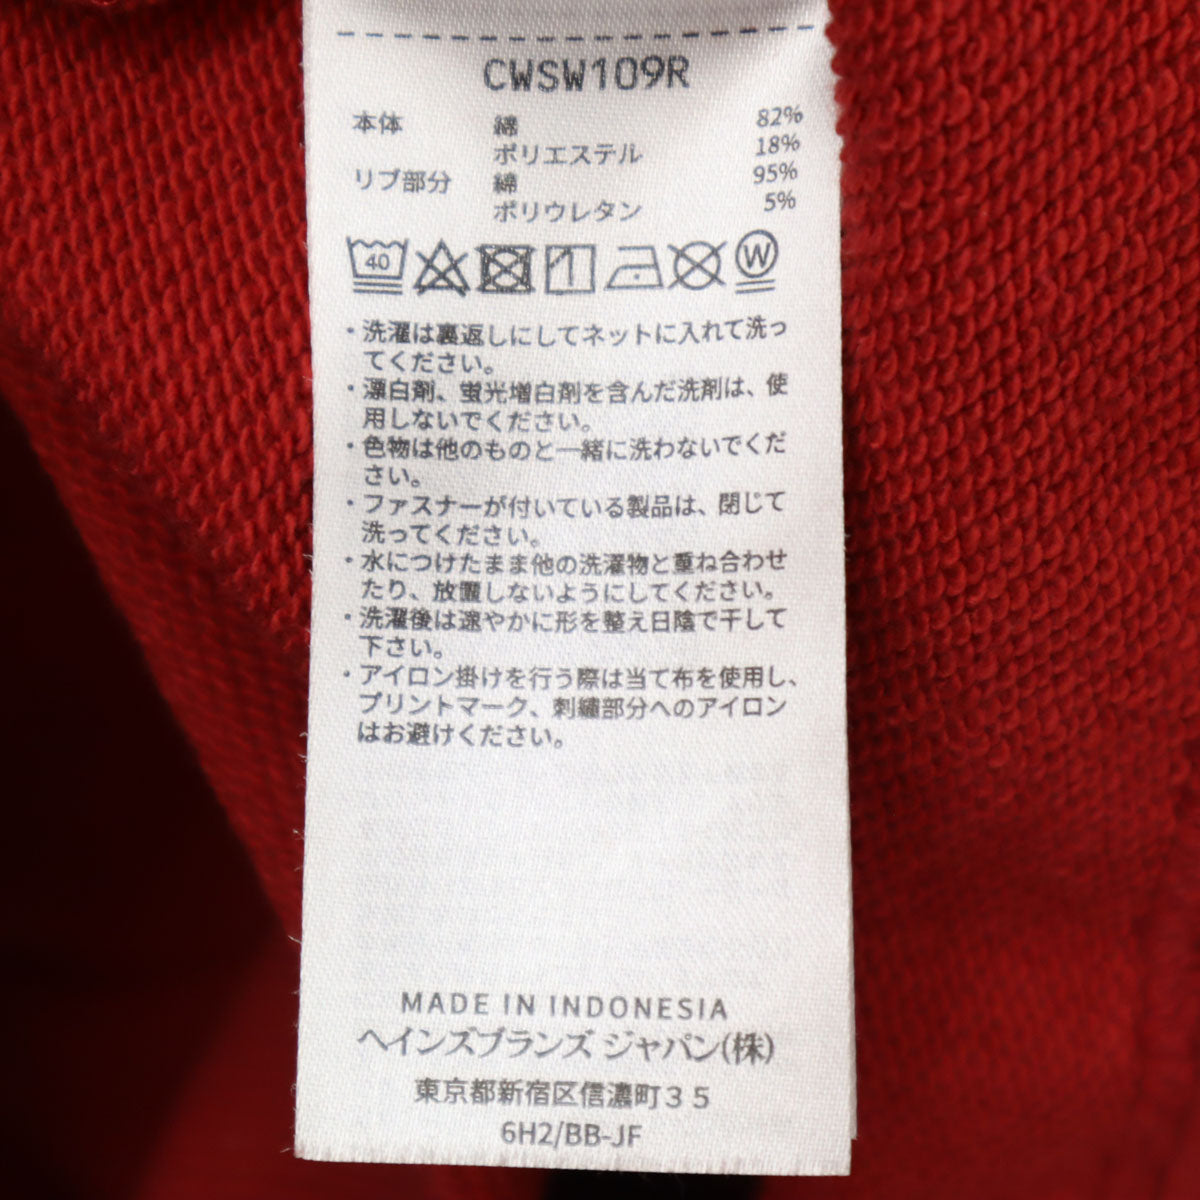 CWSW109R
本体 綿 82%
ポリエステル 18%
リブ部分 綿 95%
ポリウレタン 5%
40 W
・洗濯は裏返しにしてネットに入れて洗っ
てください。
・漂白剤、蛍光増白剤を含んだ洗剤は、使
用しないでください。
・色物は他のものと一緒に洗わないでくだ
さい。
・ファスナーが付いている製品は、閉じて
洗ってください。
・水につけたまま他の洗濯物と重ね合わせ
たり、放置しないようにしてください。
・洗濯後は速やかに形を整え日陰で干して
下さい。
・アイロン掛けを行う際は当て布を使用し、
プリントマーク、刺繍部分へのアイロン
はお避けください。
MADE IN INDONESIA
ヘインズブランズ ジャパン(株)
東京都新宿区信濃町35
6H2/BB-JF